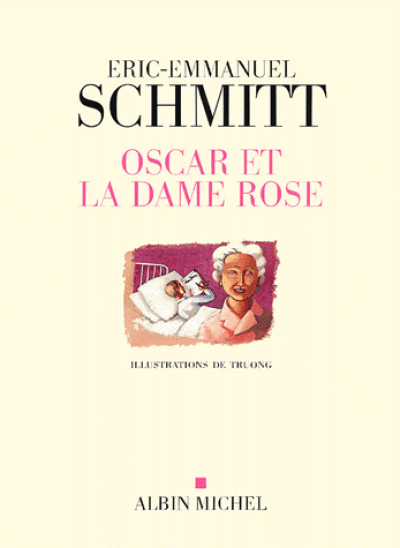 ERIC-EMMANUEL
SCHMITT
OSCAR ET
LA DAME ROSE
ILLUSTRATIONS DE TRUONG
ALBIN MICHEL